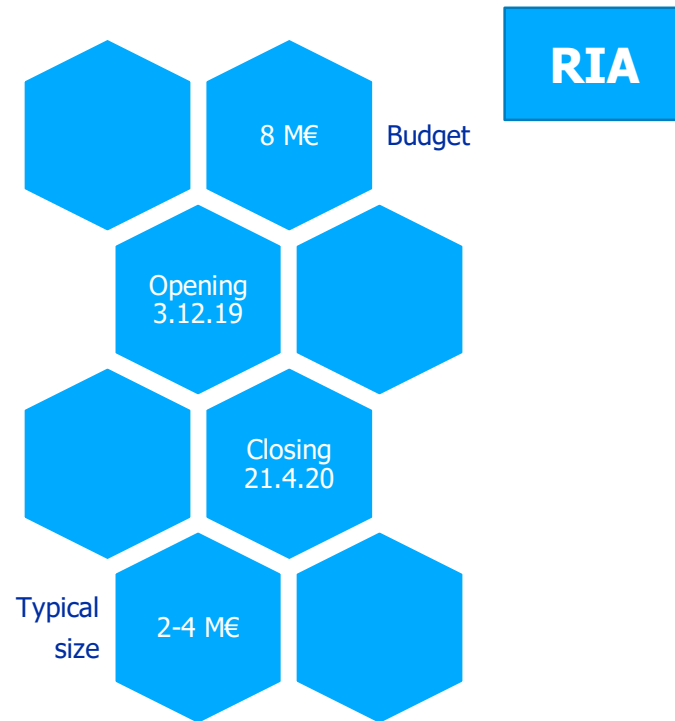 RIA
8 M€
Budget
Opening
3.12.19
Closing
21.4.20
Typical
size
2-4 M€